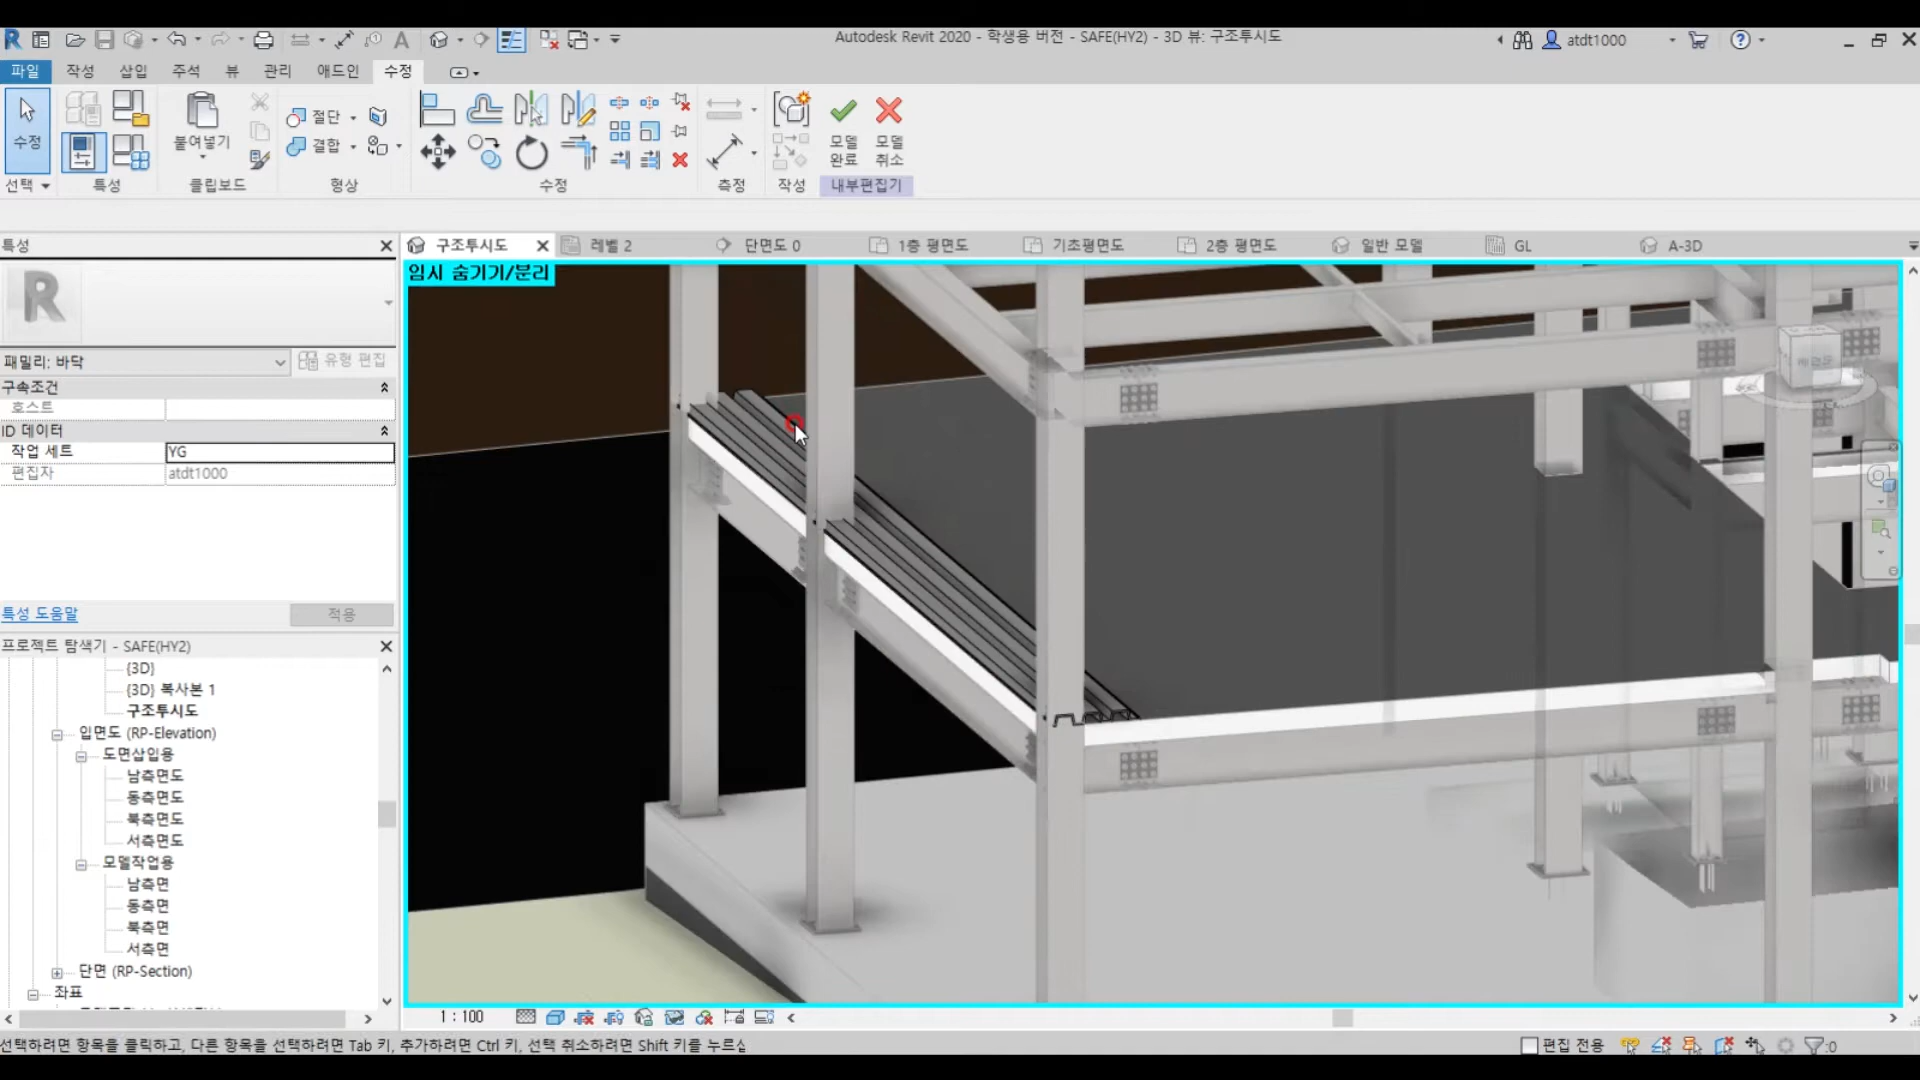 Autodesk Revit 2020 - 학생용 버전 - SAFE(HY2) - 3D 뷰: 구조투시도
atdt1000
파일 작성 삽입 주석 뷰 관리 애드인 수정
수정
붙여넣기
절단
결합
모델 완료
모델 취소
선택 특성 클립보드 형상 수정 측정 작성 내부편집기
특성
구조투시도 레벨 2 단면도 0 1층 평면도 기초평면도 2층 평면도 일반 모델 GL A-3D
임시 숨기기/분리
패밀리: 바닥
유형 편집
구속조건
호스트
ID 데이터
작업 세트 YG
편집자 atdt1000
특성 도움말
적용
프로젝트 탐색기 - SAFE(HY2)
{3D}
{3D} 복사본 1
구조투시도
입면도 (RP-Elevation)
도면삽입용
남측면도
동측면도
북측면도
서측면도
모델작업용
남측면
동측면
북측면
서측면
단면 (RP-Section)
좌표
1 : 100
선택하려면 항목을 클릭하고, 다른 항목을 선택하려면 Tab 키, 추가하려면 Ctrl 키, 선택 취소하려면 Shift 키를 누르십
편집 전용
:0